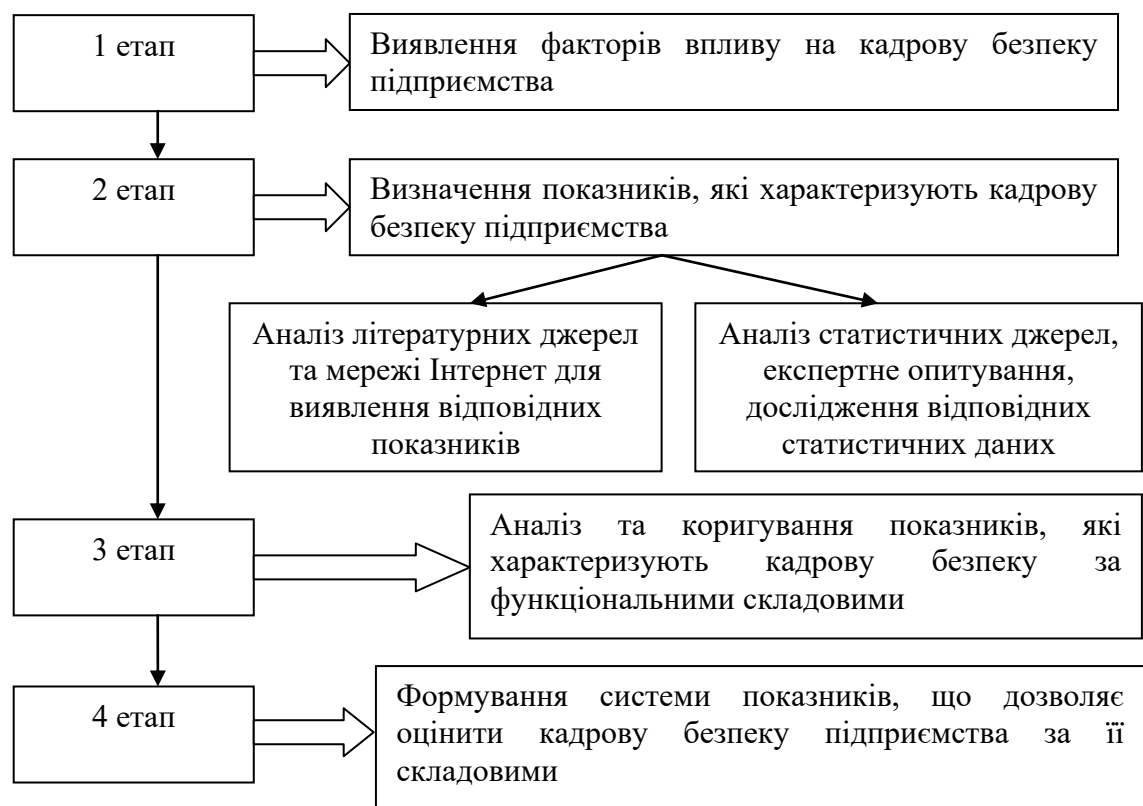 1 етап
Виявлення факторів впливу на кадрову безпеку
підприємства
2 етап
Визначення показників, які характеризують кадрову
безпеку підприємства
Аналіз літературних джерел
та мережі Інтернет для
виявлення відповідних
показників
Аналіз статистичних джерел,
експертне опитування,
дослідження відповідних
статистичних даних
3 етап
Аналіз та коригування показників, які
характеризують кадрову безпеку за
функціональними складовими
4 етап
Формування системи показників, що дозволяє
оцінити кадрову безпеку підприємства за її
складовими